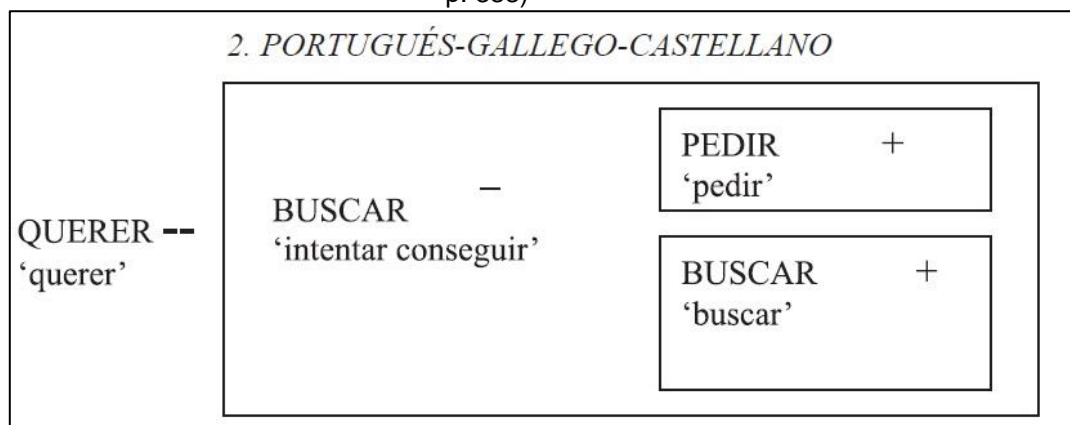 2. PORTUGUÉS-GALLEGO-CASTELLANO
QUERER --
'querer'
BUSCAR –
‘intentar conseguir’
PEDIR +
‘pedir’
BUSCAR +
‘buscar’